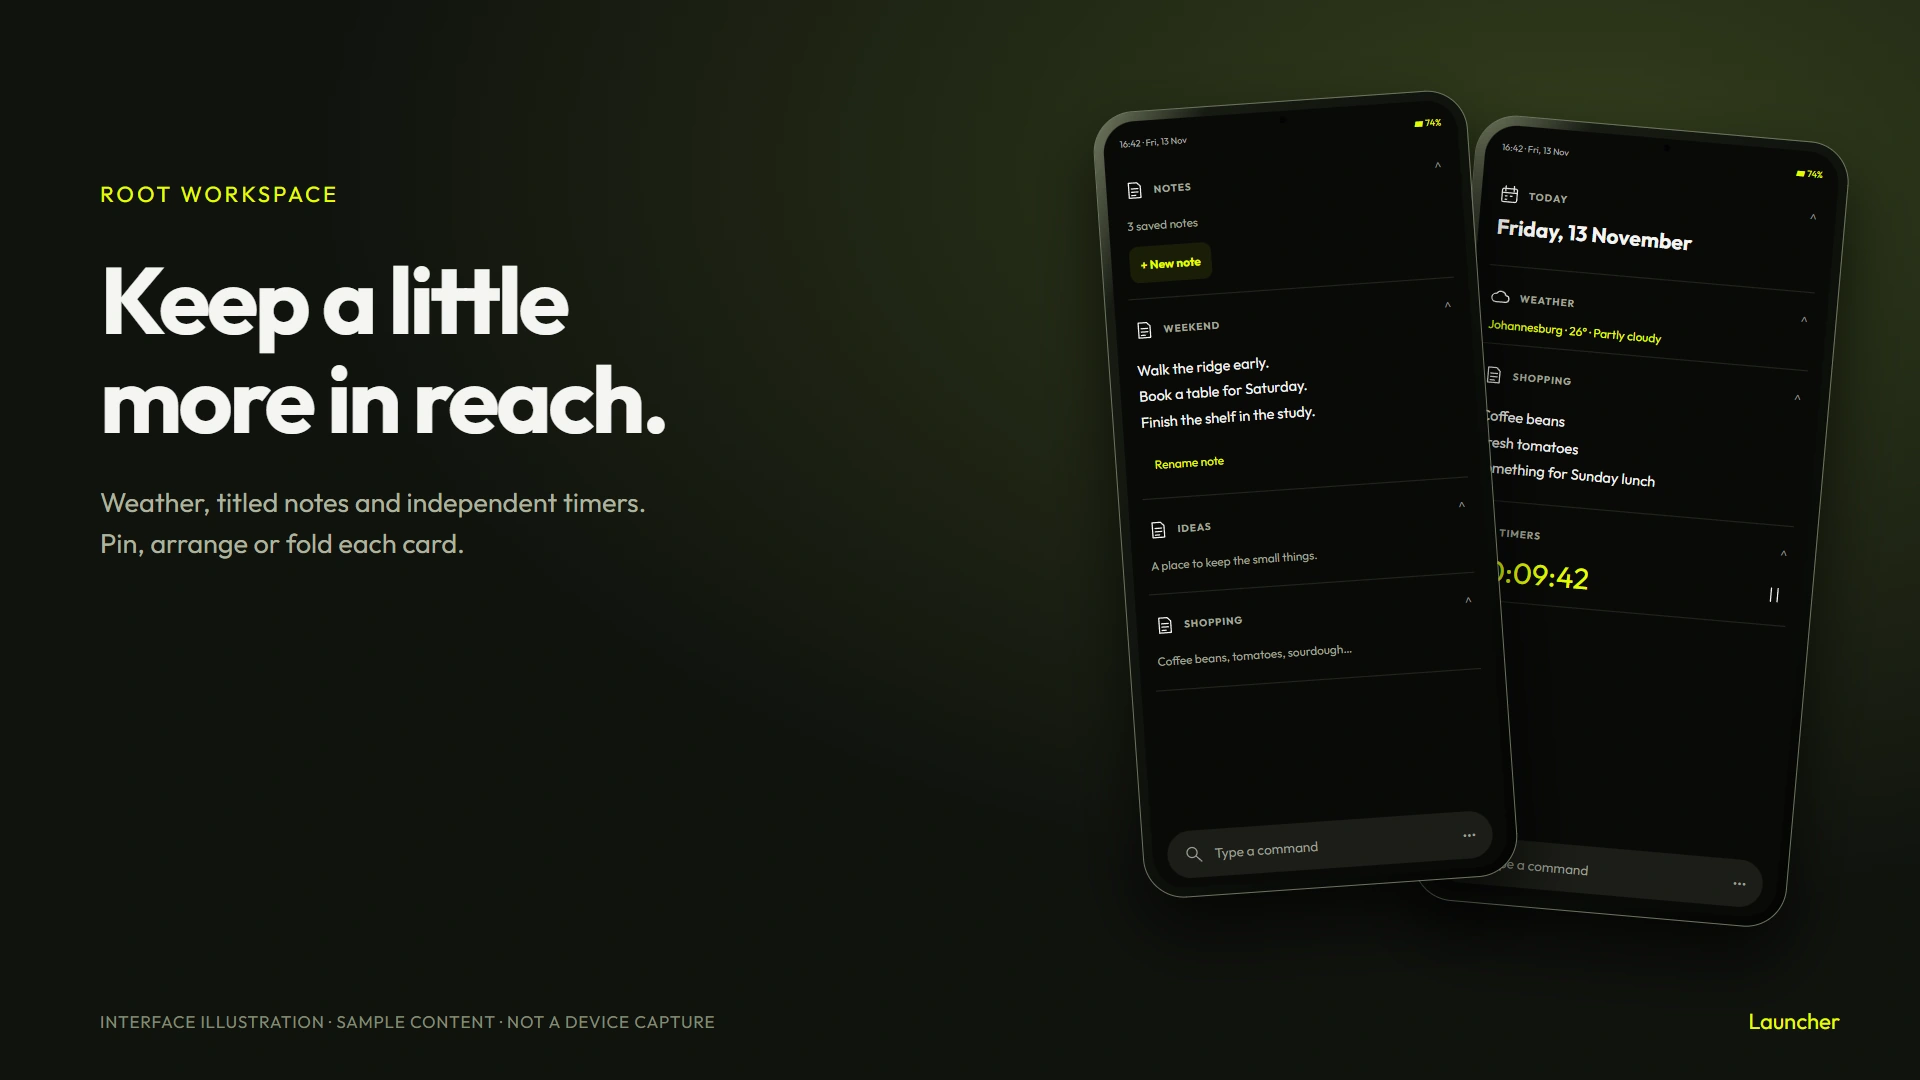 ROOT WORKSPACE
Keep a little
more in reach.
Weather, titled notes and independent timers.
Pin, arrange or fold each card.
16:42 · Fri, 13 Nov
74%
NOTES
3 saved notes
+ New note
WEEKEND
Walk the ridge early.
Book a table for Saturday.
Finish the shelf in the study.
Rename note
IDEAS
A place to keep the small things.
SHOPPING
Coffee beans, tomatoes, sourdough...
Type a command
16:42 · Fri, 13 Nov
74%
TODAY
Friday, 13 November
WEATHER
Johannesburg · 26° · Partly cloudy
SHOPPING
Coffee beans
resh tomatoes
mething for Sunday lunch
TIMERS
:09:42
e a command
INTERFACE ILLUSTRATION · SAMPLE CONTENT · NOT A DEVICE CAPTURE
Launcher